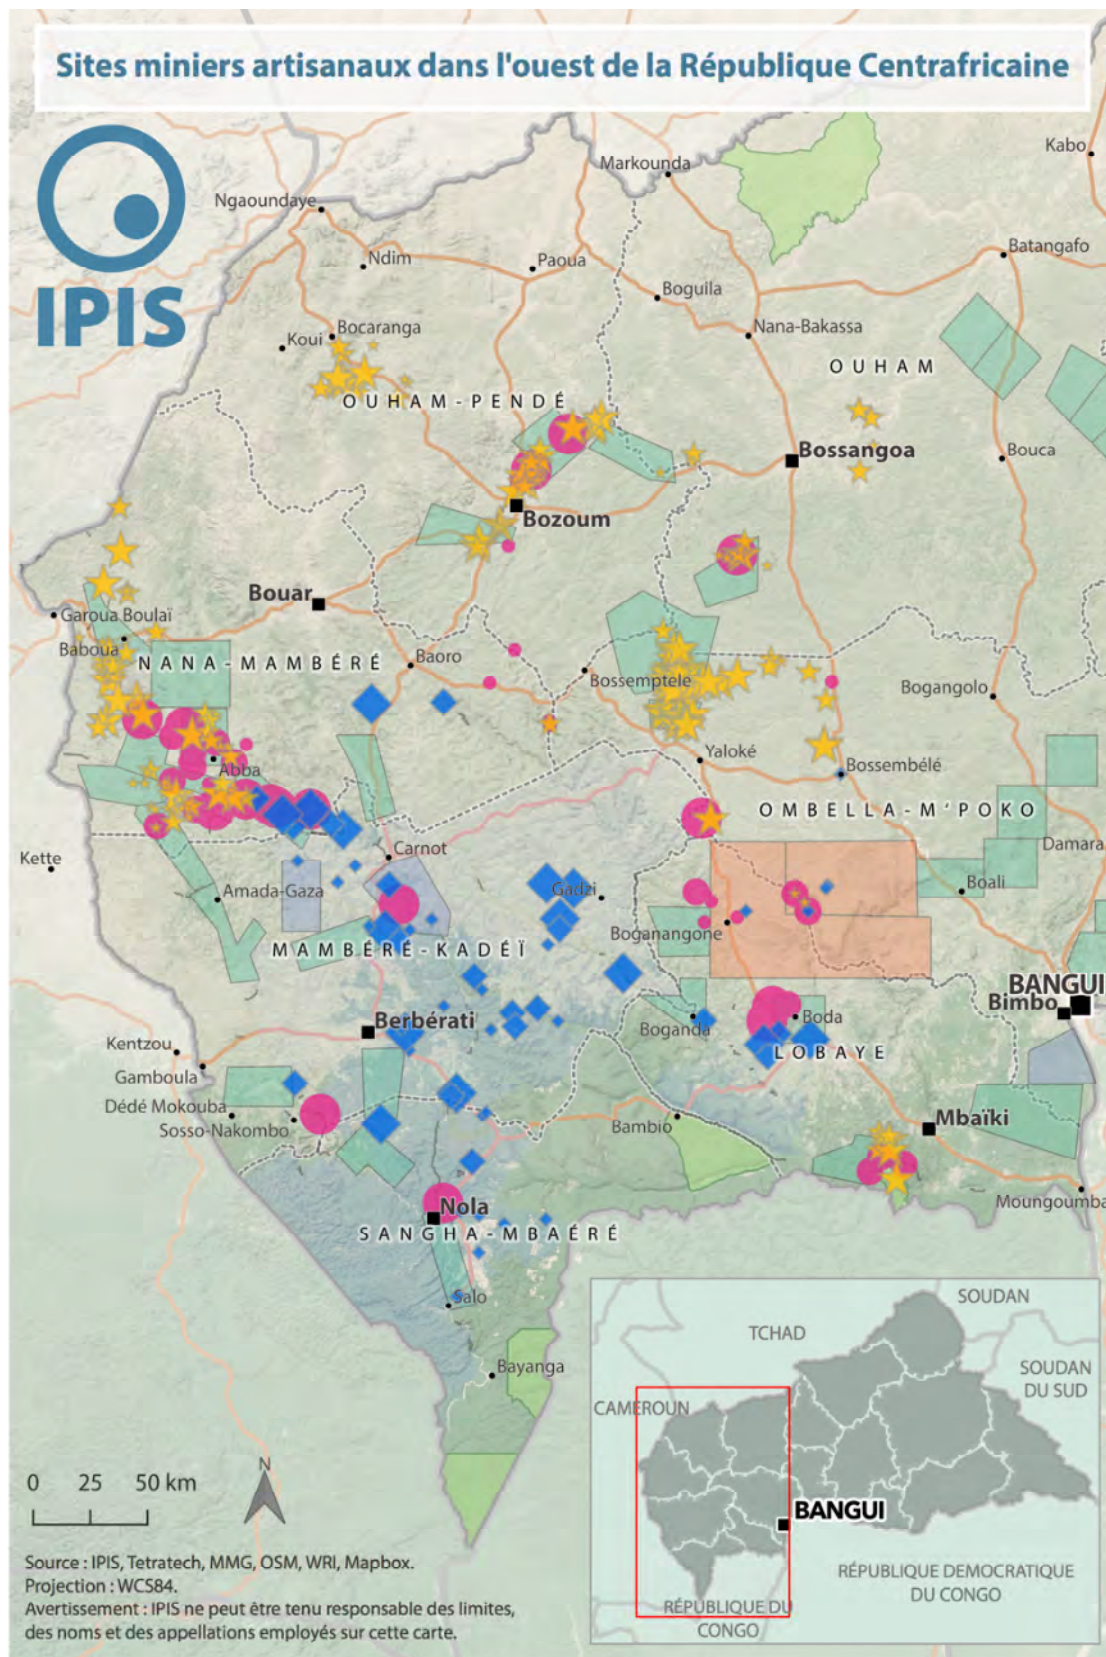 Sites miniers artisanaux dans l'ouest de la République Centrafricaine
IPIS
Kabo
Markounda
Ngaoundaye
Batangafo
Ndim
Paoua
Boguila
Nana-Bakassa
Bocaranga
Koui
OUHAM
OUHAM-PENDÉ
Bossangoa
Bouca
Bozoum
Bouar
Garoua Boulaï
Baboua
NANA-MAMBÉRÉ
Baoro
Bossemptele
Bogangolo
Yaloké
Abba
Bossembélé
OMBELLA-M'POKO
Damara
Carnot
Kette
Amada-Gaza
Gadzi
Boali
Boganangone
MAMBÉRÉ-KADÉÏ
BANGUI
Bimbo
Berbérati
Boganda
Boda
LOBAYE
Kentzou
Gamboula
Dédé Mokouba
Sosso-Nakombo
Bambio
Mbaïki
Moungoumba
Nola
SANGHA-MBAÉRÉ
Salo
Bayanga
SOUDAN
TCHAD
SOUDAN
DU SUD
CAMEROUN
BANGUI
RÉPUBLIQUE DEMOCRATIQUE
DU CONGO
RÉPUBLIQUE DU
CONGO
N
0 25 50 km
Source : IPIS, Tetratech, MMG, OSM, WRI, Mapbox.
Projection : WCS84.
Avertissement : IPIS ne peut être tenu responsable des limites,
des noms et des appellations employés sur cette carte.